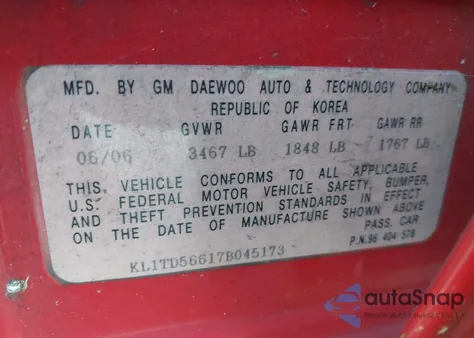 MFD. BY GM DAEWOO AUTO & TECHNOLOGY COMPANY
REPUBLIC OF KOREA
DATE GVWR GAWR FRT GAWR RR
06/06 3467 LB 1848 LB 1767 LB
THIS VEHICLE CONFORMS TO ALL APPLICABLE
U.S. FEDERAL MOTOR VEHICLE SAFETY, BUMPER,
AND THEFT PREVENTION STANDARDS IN EFFECT
ON THE DATE OF MANUFACTURE SHOWN ABOVE
PASS. CAR
P.N.96 404 578
KL1TD56617B045173
autoSnap